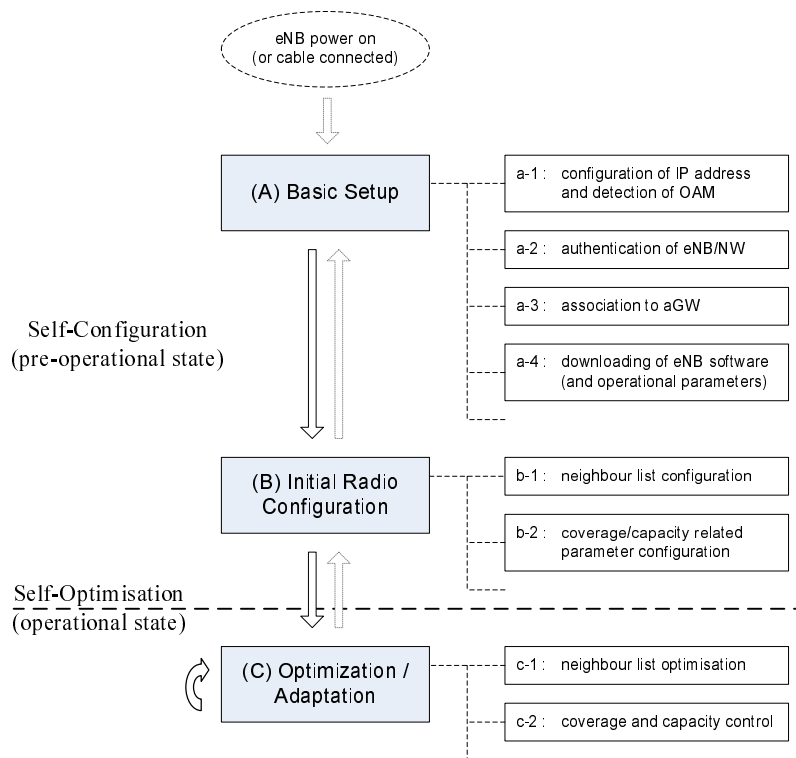 eNB power on
(or cable connected)
(A) Basic Setup
a-1 : configuration of IP address
and detection of OAM
a-2 : authentication of eNB/NW
a-3 : association to aGW
a-4 : downloading of eNB software
(and operational parameters)
Self-Configuration
(pre-operational state)
(B) Initial Radio
Configuration
b-1 : neighbour list configuration
b-2 : coverage/capacity related
parameter configuration
Self-Optimisation
(operational state)
(C) Optimization /
Adaptation
c-1 : neighbour list optimisation
c-2 : coverage and capacity control